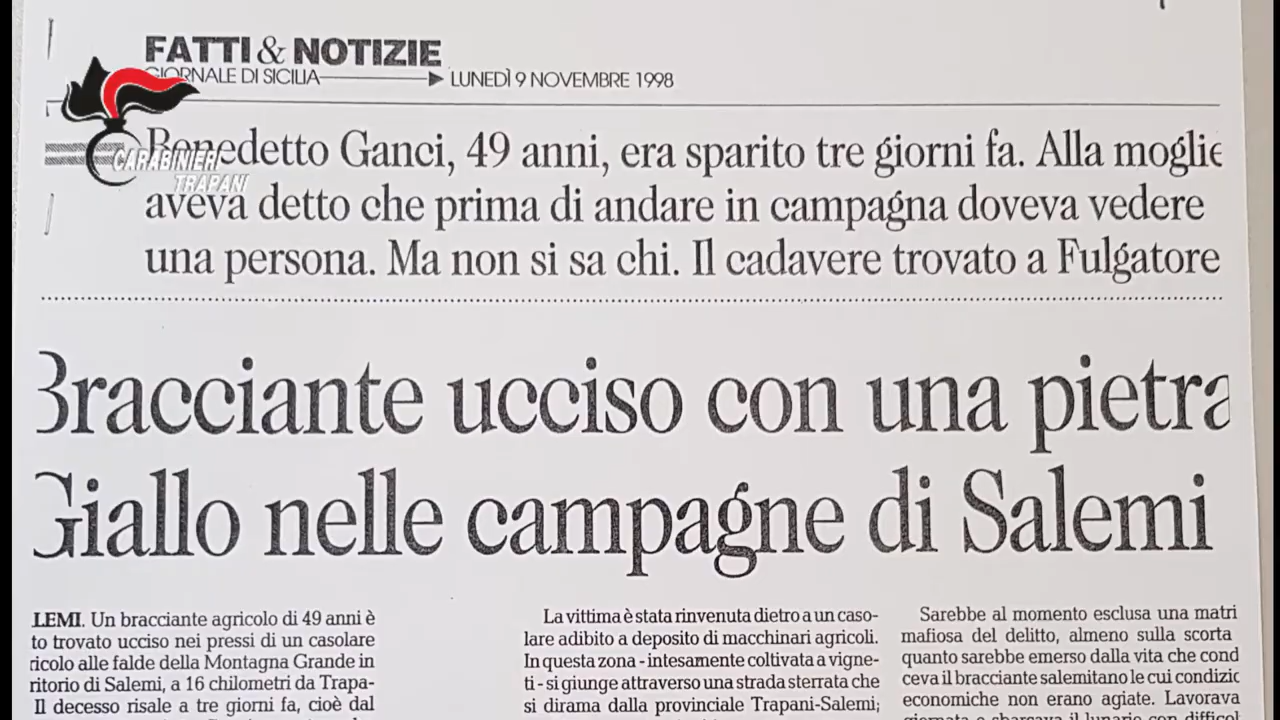 FATTI & NOTIZIE
GIORNALE DI SICILIA LUNEDÌ 9 NOVEMBRE 1998
CARABINIERI
TRAPANI
Benedetto Ganci, 49 anni, era sparito tre giorni fa. Alla moglie
aveva detto che prima di andare in campagna doveva vedere
una persona. Ma non si sa chi. Il cadavere trovato a Fulgatore
Bracciante ucciso con una pietra
Giallo nelle campagne di Salemi
LEMI. Un bracciante agricolo di 49 anni è
to trovato ucciso nei pressi di un casolare
ricolo alle falde della Montagna Grande in
ritorio di Salemi, a 16 chilometri da Trapa-
Il decesso risale a tre giorni fa, cioè dal
La vittima è stata rinvenuta dietro a un caso-
lare adibito a deposito di macchinari agricoli.
In questa zona - intesamente coltivata a vigne-
ti - si giunge attraverso una strada sterrata che
si dirama dalla provinciale Trapani-Salemi;
Sarebbe al momento esclusa una matri
mafiosa del delitto, almeno sulla scorta
quanto sarebbe emerso dalla vita che cond
ceva il bracciante salemitano le cui condizic
economiche non erano agiate. Lavorava